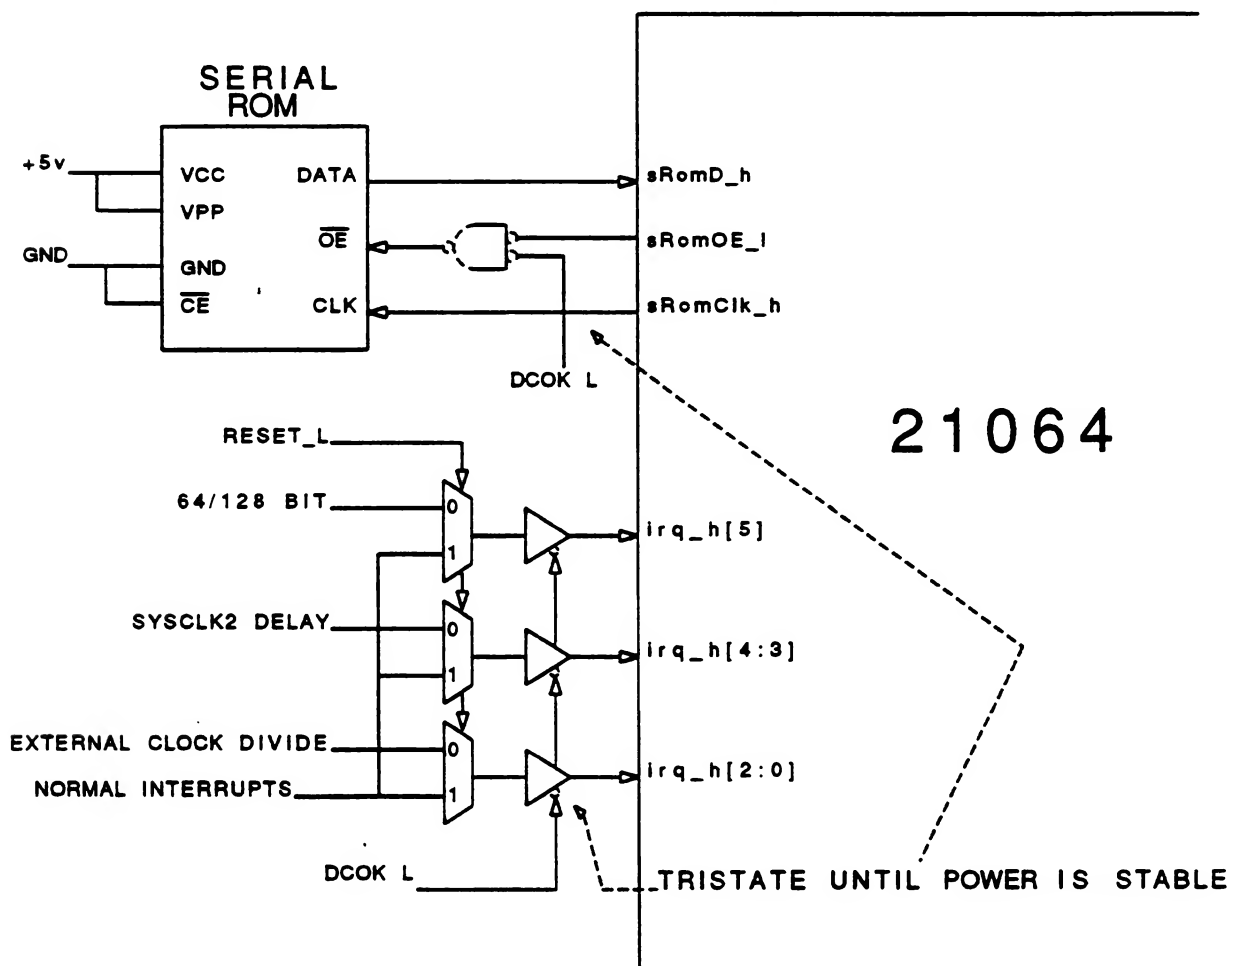 SERIAL
ROM
+5v
VCC
DATA
sRomD_h
VPP
OE
sRomOE_l
GND
GND
CE
CLK
sRomClk_h
DCOK L
21064
RESET_L
64/128 BIT
0
1
irq_h[5]
SYSCLK2 DELAY
0
1
irq_h[4:3]
EXTERNAL CLOCK DIVIDE
0
NORMAL INTERRUPTS
1
irq_h[2:0]
DCOK L
TRISTATE UNTIL POWER IS STABLE